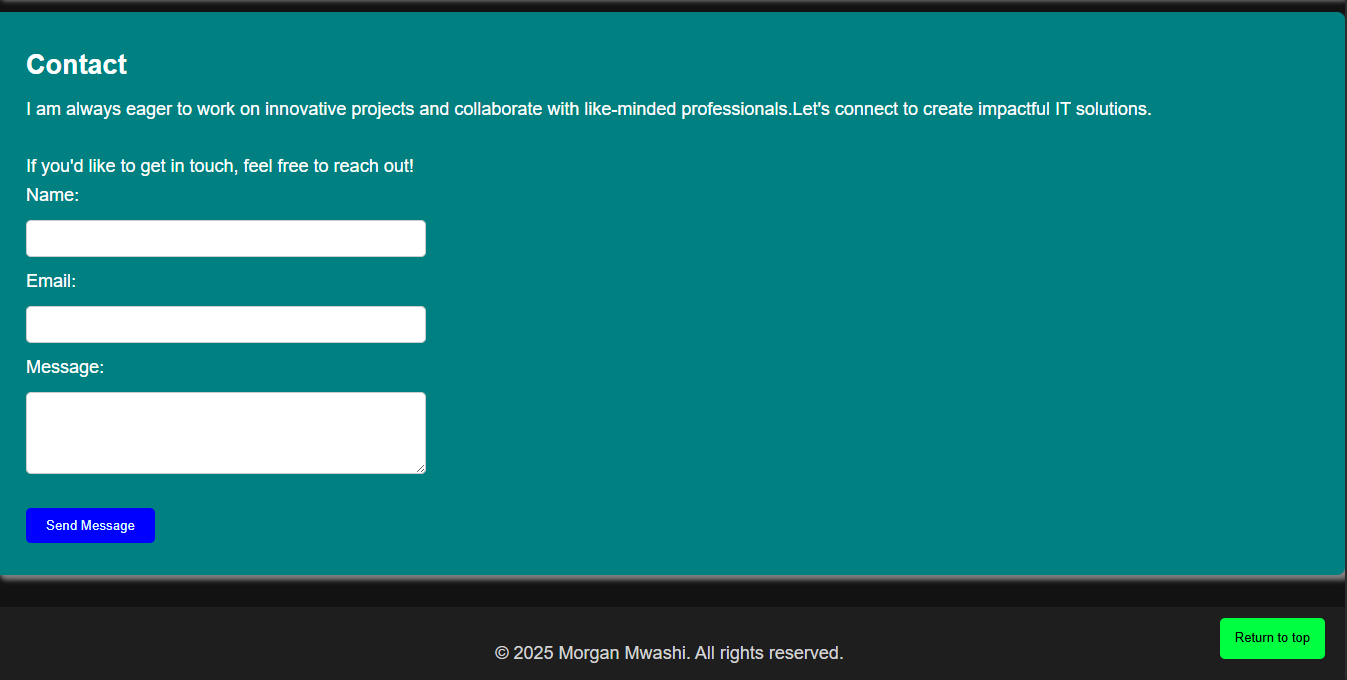 Contact
I am always eager to work on innovative projects and collaborate with like-minded professionals.Let's connect to create impactful IT solutions.
If you'd like to get in touch, feel free to reach out!
Name:
Email:
Message:
Send Message
Return to top
© 2025 Morgan Mwashi. All rights reserved.